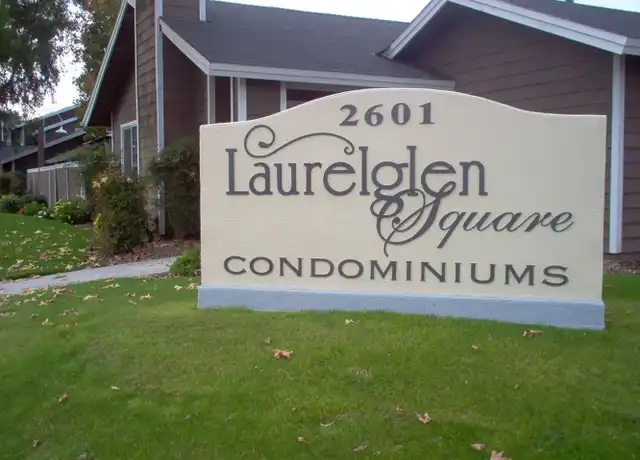 2601
Laurelglen
Square
CONDOMINIUMS